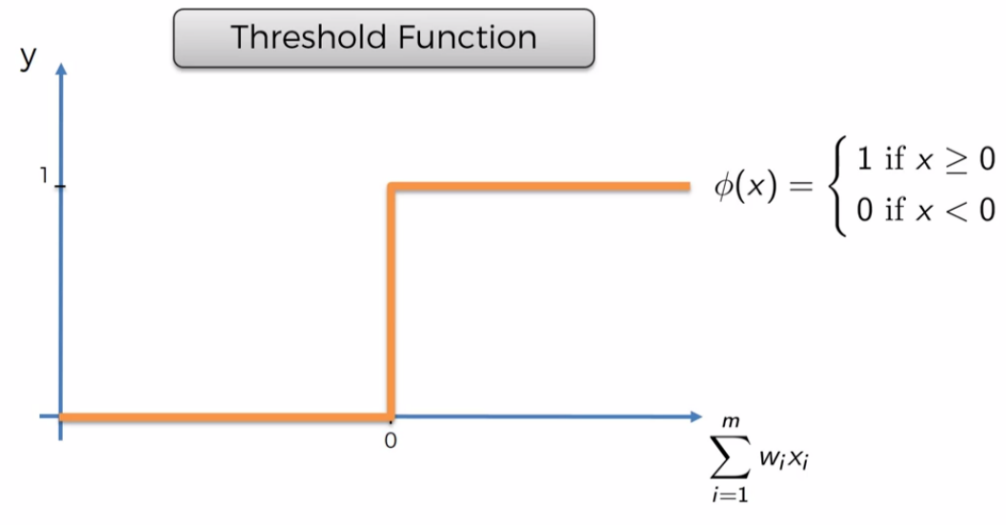 Threshold Function
y
1
ϕ(x) = { 1 if x ≥ 0
0 if x < 0
0
m
∑ wᵢxᵢ
i=1